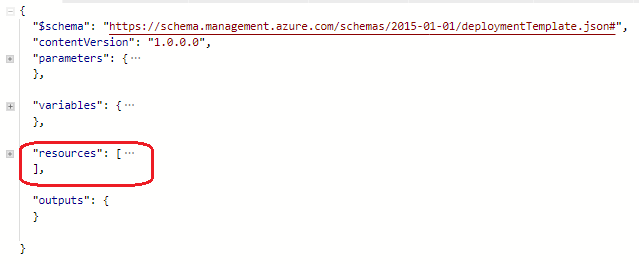 {
"$schema": "https://schema.management.azure.com/schemas/2015-01-01/deploymentTemplate.json#",
"contentVersion": "1.0.0.0",
"parameters": {...
},
"variables": {...
},
"resources": [...
],
"outputs": {
}
}